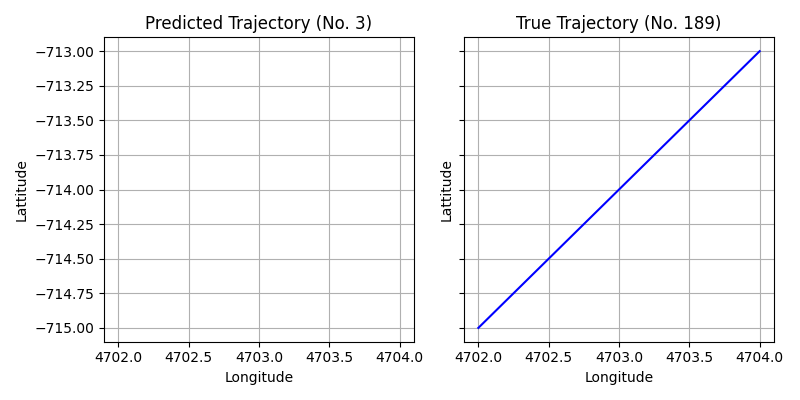 Predicted Trajectory (No. 3)
−713.00
−713.25
−713.50
−713.75
−714.00
−714.25
−714.50
−714.75
−715.00
Lattitude
4702.0 4702.5 4703.0 4703.5 4704.0
Longitude
True Trajectory (No. 189)
Lattitude
4702.0 4702.5 4703.0 4703.5 4704.0
Longitude